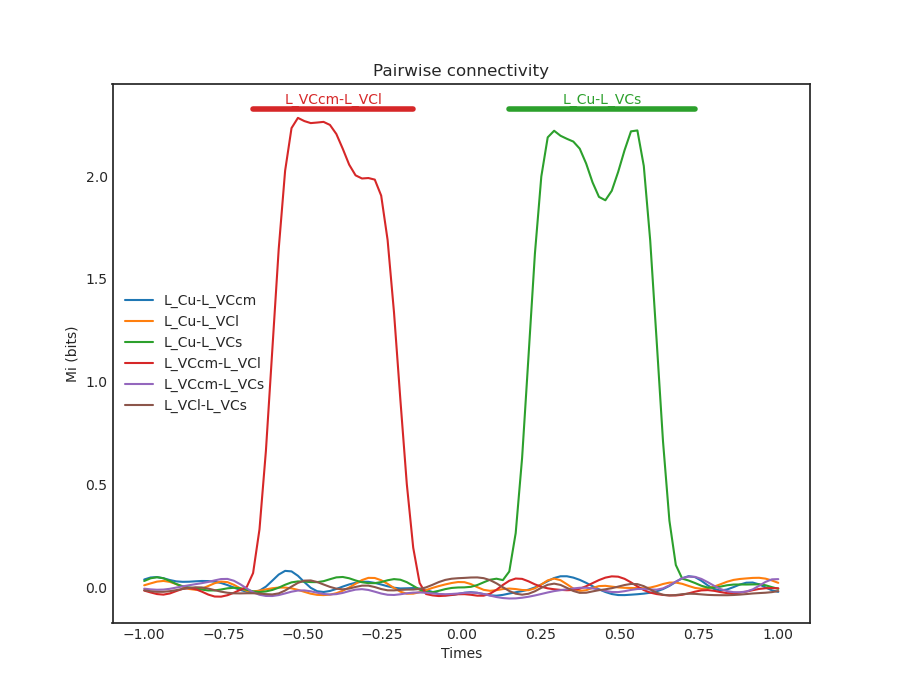 Pairwise connectivity
L_VCcm-L_VCl
L_Cu-L_VCs
2.0
1.5
1.0
0.5
0.0
Mi (bits)
L_Cu-L_VCcm
L_Cu-L_VCl
L_Cu-L_VCs
L_VCcm-L_VCl
L_VCcm-L_VCs
L_VCl-L_VCs
−1.00 −0.75 −0.50 −0.25 0.00 0.25 0.50 0.75 1.00
Times